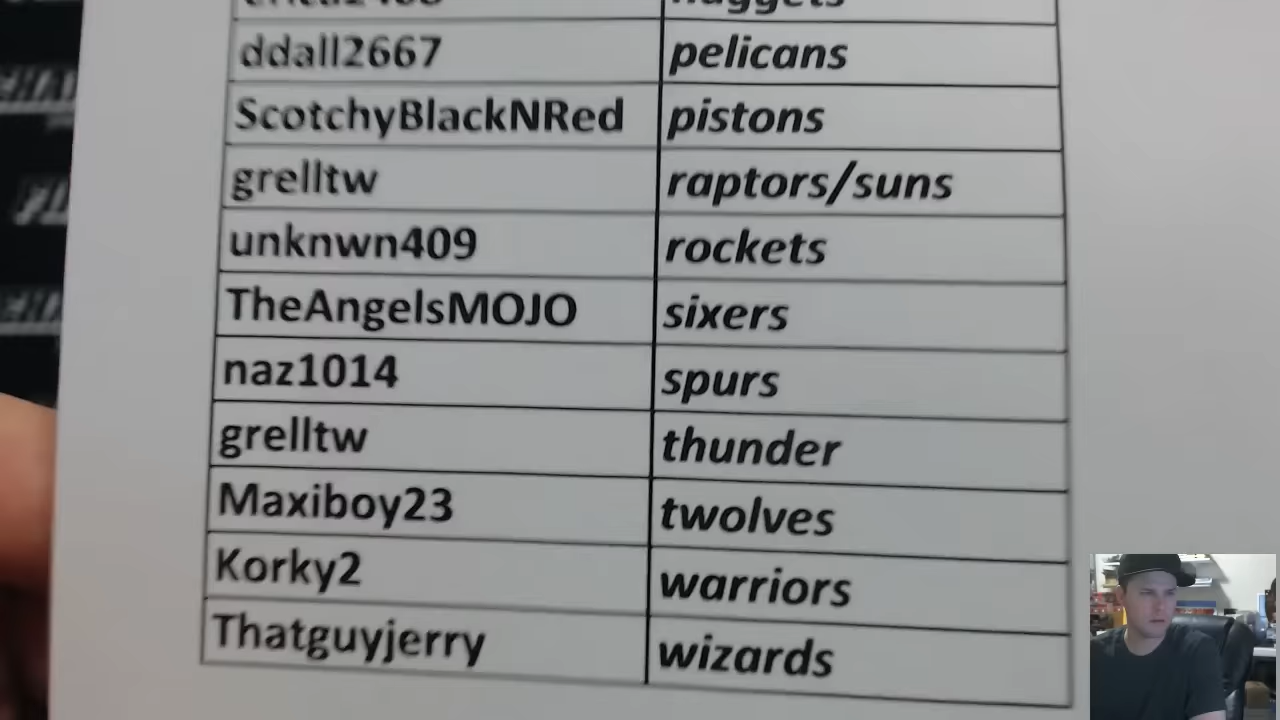 nuggets
ddall2667 pelicans
ScotchyBlackNRed pistons
grelltw raptors/suns
unknwn409 rockets
TheAngelsMOJO sixers
naz1014 spurs
grelltw thunder
Maxiboy23 twolves
Korky2 warriors
Thatguyjerry wizards